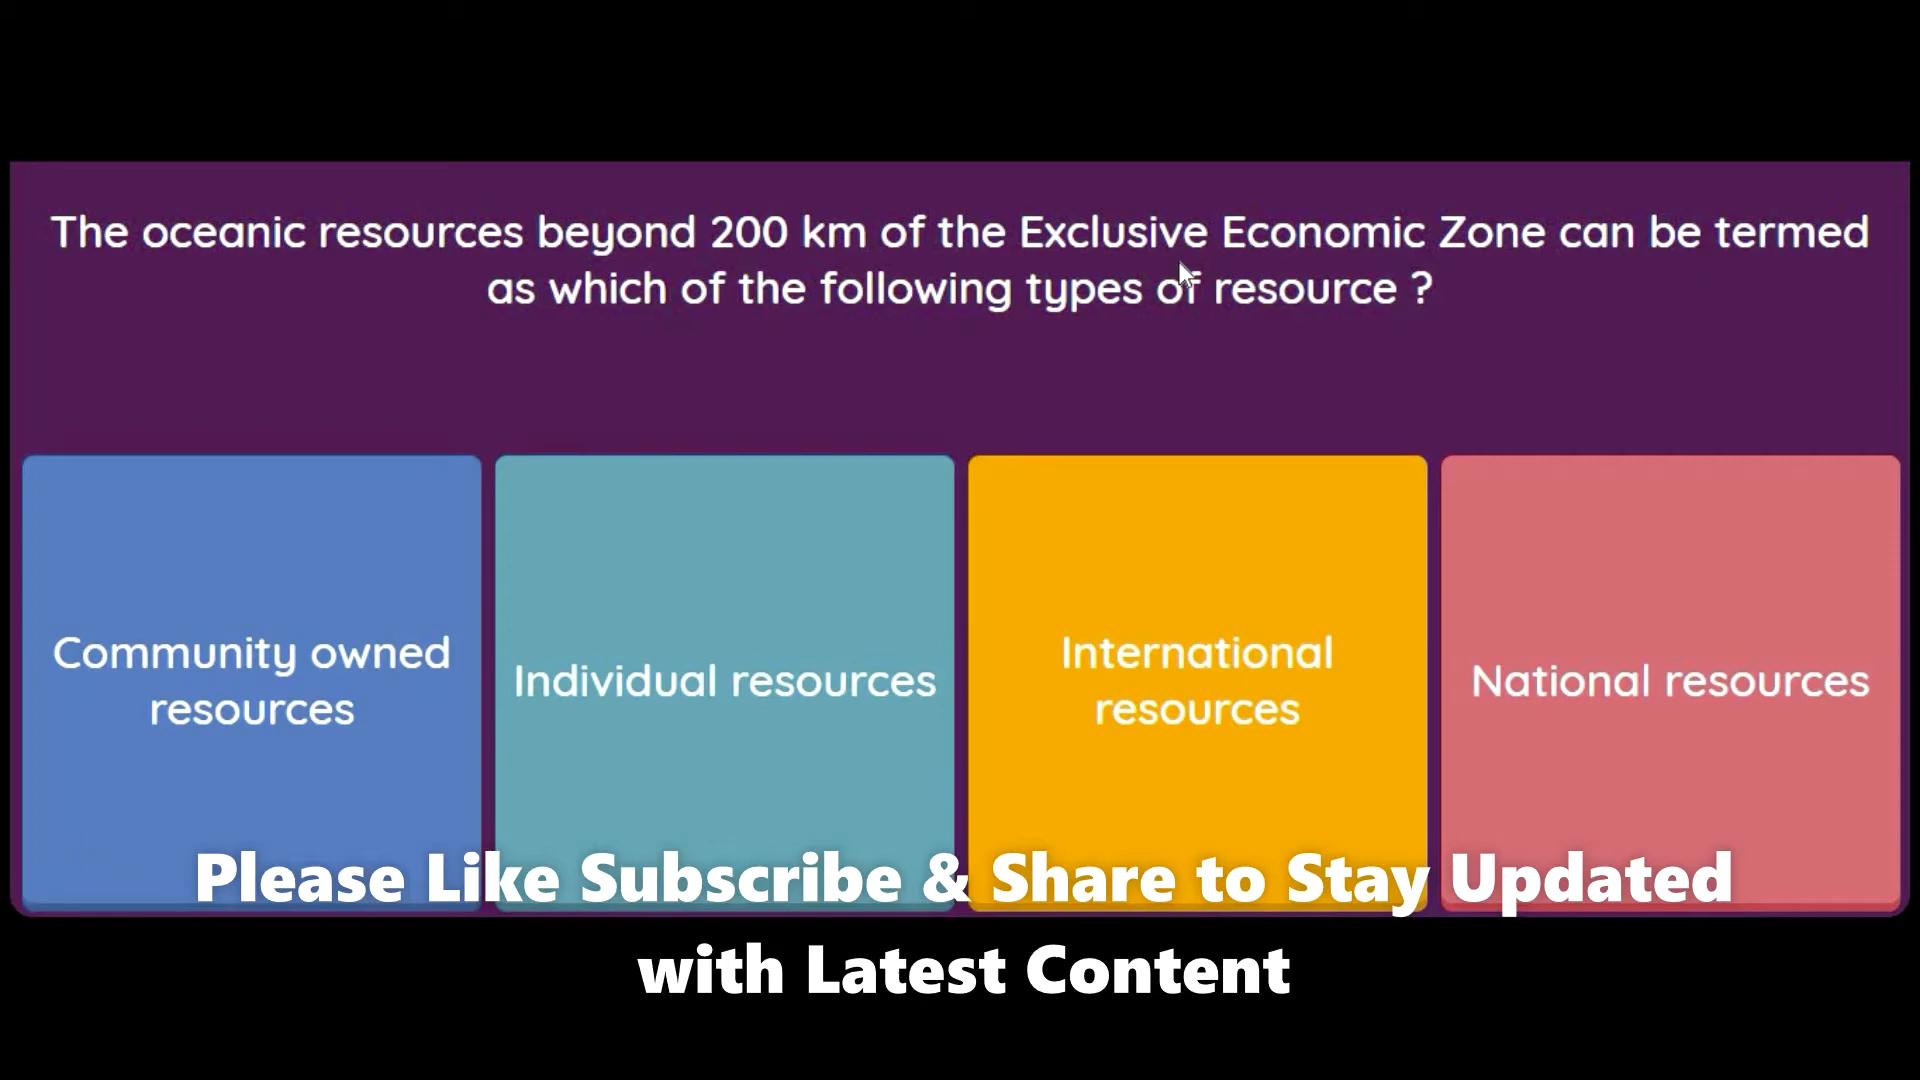 The oceanic resources beyond 200 km of the Exclusive Economic Zone can be termed
as which of the following types of resource ?
Community owned
resources
Individual resources
International
resources
National resources
Please Like Subscribe & Share to Stay Updated
with Latest Content